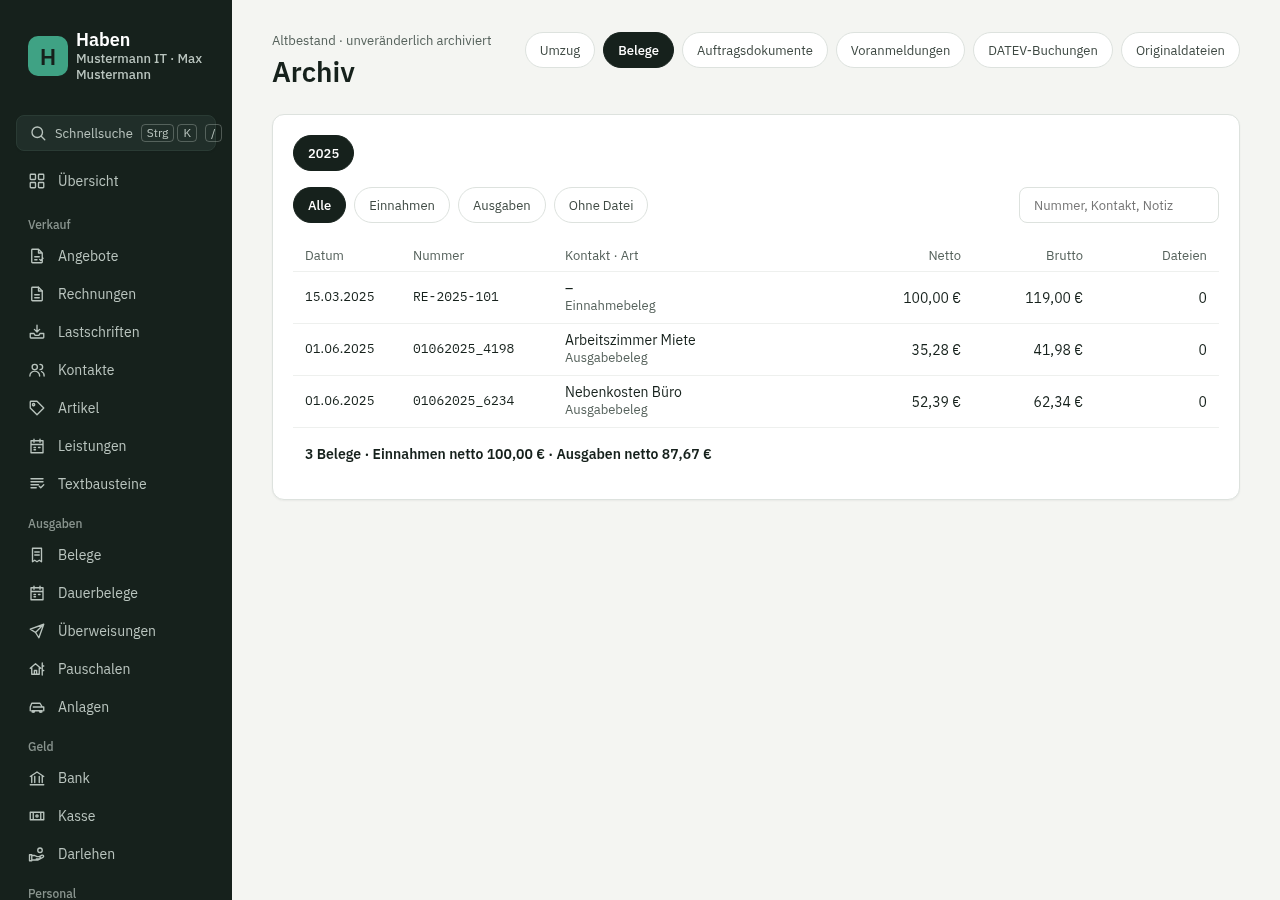 H
Haben
Mustermann IT · Max
Mustermann
Schnellsuche Strg K /
Übersicht
Verkauf
Angebote
Rechnungen
Lastschriften
Kontakte
Artikel
Leistungen
Textbausteine
Ausgaben
Belege
Dauerbelege
Überweisungen
Pauschalen
Anlagen
Geld
Bank
Kasse
Darlehen
Personal
Altbestand · unveränderlich archiviert
Archiv
Umzug Belege Auftragsdokumente Voranmeldungen DATEV-Buchungen Originaldateien
2025
Alle Einnahmen Ausgaben Ohne Datei Nummer, Kontakt, Notiz
Datum Nummer Kontakt · Art Netto Brutto Dateien
15.03.2025 RE-2025-101 – 100,00 € 119,00 € 0
Einnahmebeleg
01.06.2025 01062025_4198 Arbeitszimmer Miete 35,28 € 41,98 € 0
Ausgabebeleg
01.06.2025 01062025_6234 Nebenkosten Büro 52,39 € 62,34 € 0
Ausgabebeleg
3 Belege · Einnahmen netto 100,00 € · Ausgaben netto 87,67 €